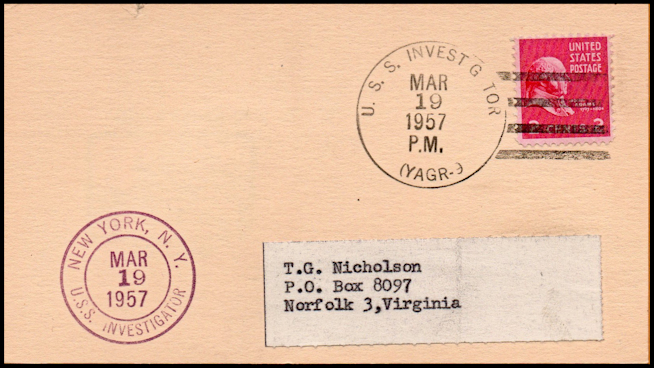 U. S. S. INVEST G TOR
MAR
19
1957
P.M.
(YAGR-
UNITED
STATES
POSTAGE
NEW YORK, N. Y.
MAR
19
1957
U.S.S. INVESTIGATOR
T.G. Nicholson
P.O. Box 8097
Norfolk 3,Virginia